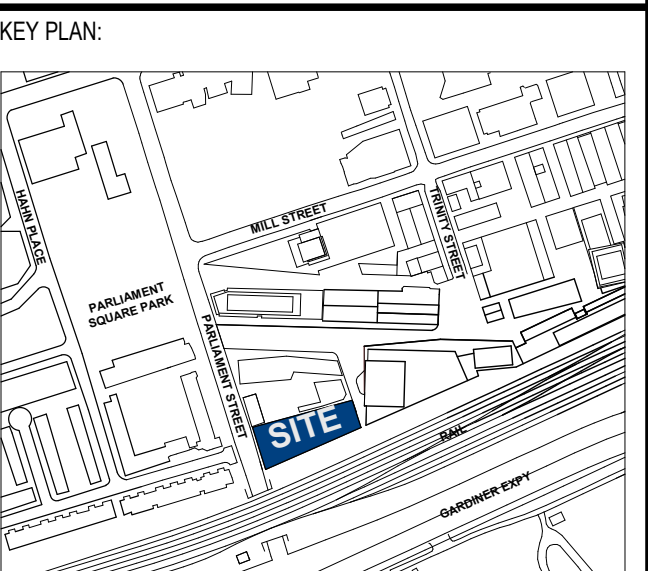 KEY PLAN:
HAHN PLACE
MILL STREET
TRINITY STREET
PARLIAMENT
SQUARE PARK
PARLIAMENT STREET
SITE
RAIL
GARDINER EXPY